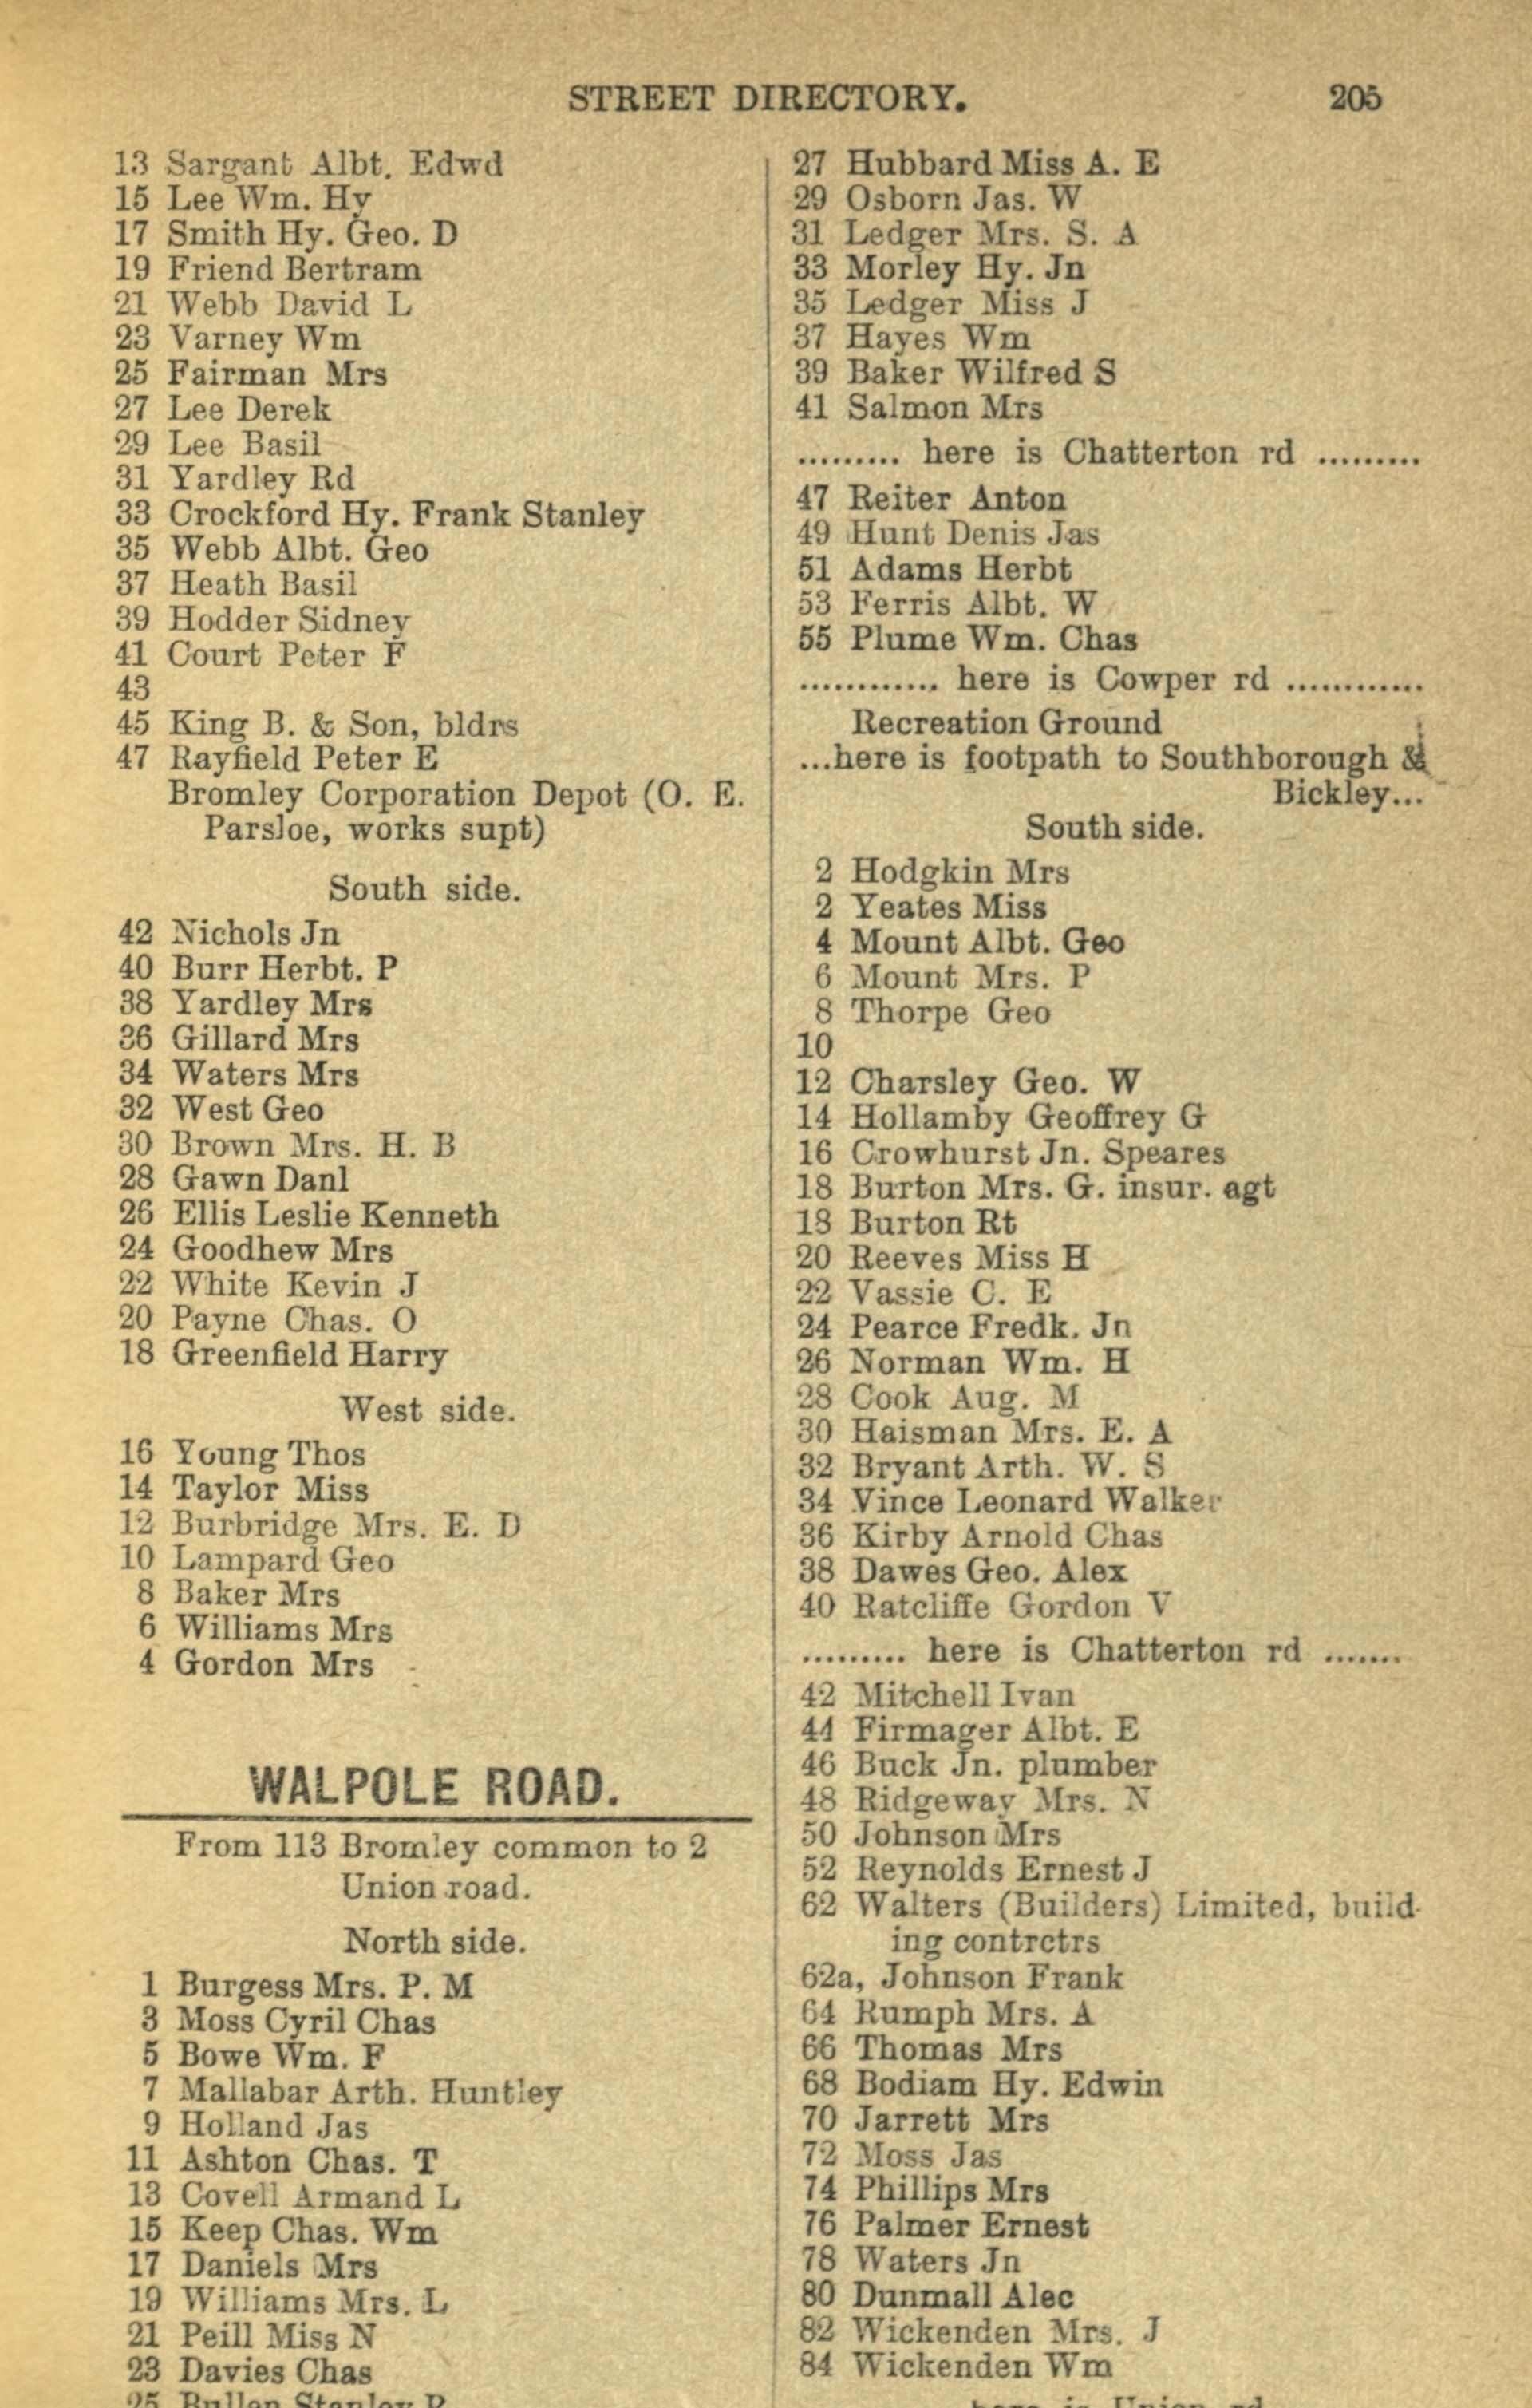 STREET DIRECTORY.
205
13 Sargant Albt. Edwd
15 Lee Wm. Hy
17 Smith Hy. Geo. D
19 Friend Bertram
21 Webb David L
23 Varney Wm
25 Fairman Mrs
27 Lee Derek
29 Lee Basil
31 Yardley Rd
33 Crockford Hy. Frank Stanley
35 Webb Albt. Geo
37 Heath Basil
39 Hodder Sidney
41 Court Peter F
43
45 King B. & Son, bldrs
47 Rayfield Peter E
Bromley Corporation Depot (O. E.
Parsloe, works supt)
South side.
42 Nichols Jn
40 Burr Herbt. P
38 Yardley Mrs
36 Gillard Mrs
34 Waters Mrs
32 West Geo
30 Brown Mrs. H. B
28 Gawn Danl
26 Ellis Leslie Kenneth
24 Goodhew Mrs
22 White Kevin J
20 Payne Chas. O
18 Greenfield Harry
West side.
16 Young Thos
14 Taylor Miss
12 Burbridge Mrs. E. D
10 Lampard Geo
8 Baker Mrs
6 Williams Mrs
4 Gordon Mrs
WALPOLE ROAD.
From 113 Bromley common to 2
Union road.
North side.
1 Burgess Mrs. P. M
3 Moss Cyril Chas
5 Bowe Wm. F
7 Mallabar Arth. Huntley
9 Holland Jas
11 Ashton Chas. T
13 Covell Armand L
15 Keep Chas. Wm
17 Daniels Mrs
19 Williams Mrs. L
21 Peill Miss N
23 Davies Chas
25 Bullen Stanley
27 Hubbard Miss A. E
29 Osborn Jas. W
31 Ledger Mrs. S. A
33 Morley Hy. Jn
35 Ledger Miss J
37 Hayes Wm
39 Baker Wilfred S
41 Salmon Mrs
......... here is Chatterton rd .........
47 Reiter Anton
49 Hunt Denis Jas
51 Adams Herbt
53 Ferris Albt. W
55 Plume Wm. Chas
............ here is Cowper rd ............
Recreation Ground
...here is footpath to Southborough &
Bickley...
South side.
2 Hodgkin Mrs
2 Yeates Miss
4 Mount Albt. Geo
6 Mount Mrs. P
8 Thorpe Geo
10
12 Charsley Geo. W
14 Hollamby Geoffrey G
16 Crowhurst Jn. Speares
18 Burton Mrs. G. insur. agt
18 Burton Rt
20 Reeves Miss H
22 Vassie C. E
24 Pearce Fredk. Jn
26 Norman Wm. H
28 Cook Aug. M
30 Haisman Mrs. E. A
32 Bryant Arth. W. S
34 Vince Leonard Walker
36 Kirby Arnold Chas
38 Dawes Geo. Alex
40 Ratcliffe Gordon V
......... here is Chatterton rd .......
42 Mitchell Ivan
44 Firmager Albt. E
46 Buck Jn. plumber
48 Ridgeway Mrs. N
50 Johnson Mrs
52 Reynolds Ernest J
62 Walters (Builders) Limited, build-
ing contrctrs
62a, Johnson Frank
64 Rumph Mrs. A
66 Thomas Mrs
68 Bodiam Hy. Edwin
70 Jarrett Mrs
72 Moss Jas
74 Phillips Mrs
76 Palmer Ernest
78 Waters Jn
80 Dunmall Alec
82 Wickenden Mrs. J
84 Wickenden Wm
here is Union rd